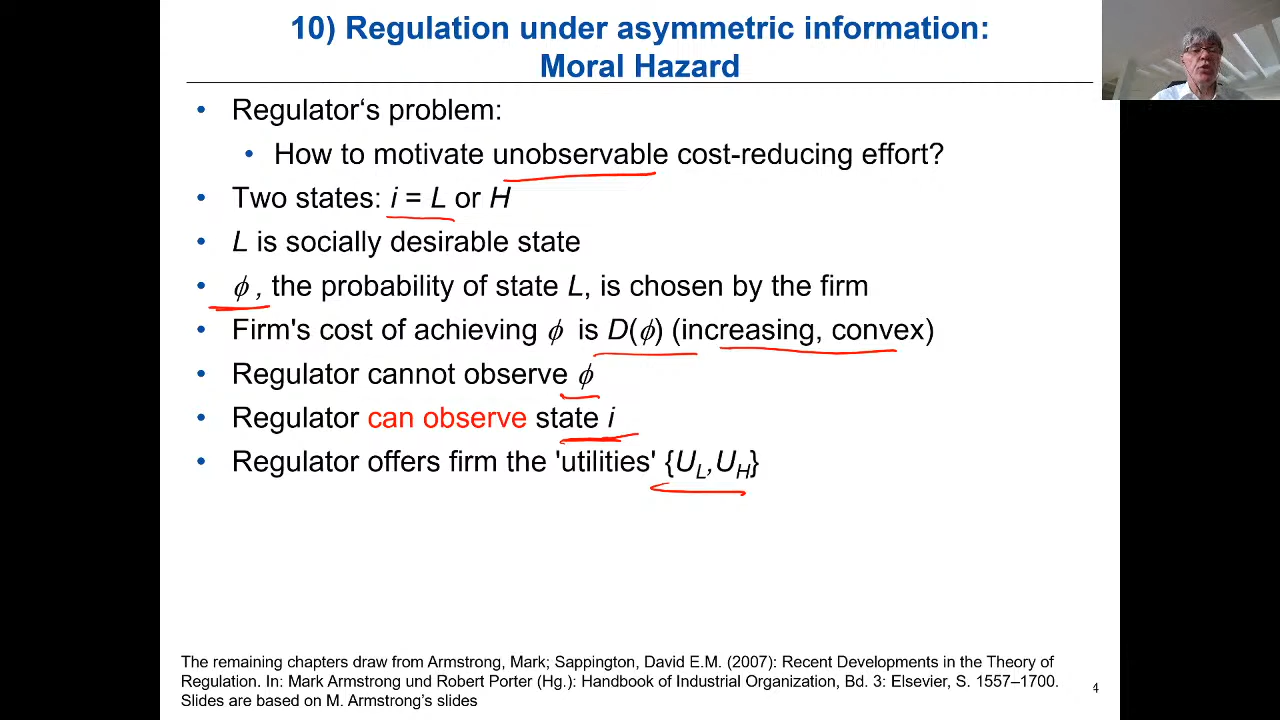 10) Regulation under asymmetric information:
Moral Hazard
• Regulator‘s problem:
• How to motivate unobservable cost-reducing effort?
• Two states: i = L or H
• L is socially desirable state
• ϕ , the probability of state L, is chosen by the firm
• Firm's cost of achieving ϕ is D(ϕ) (increasing, convex)
• Regulator cannot observe ϕ
• Regulator can observe state i
• Regulator offers firm the 'utilities' {U_L,U_H}
The remaining chapters draw from Armstrong, Mark; Sappington, David E.M. (2007): Recent Developments in the Theory of
Regulation. In: Mark Armstrong und Robert Porter (Hg.): Handbook of Industrial Organization, Bd. 3: Elsevier, S. 1557–1700.
Slides are based on M. Armstrong’s slides
4